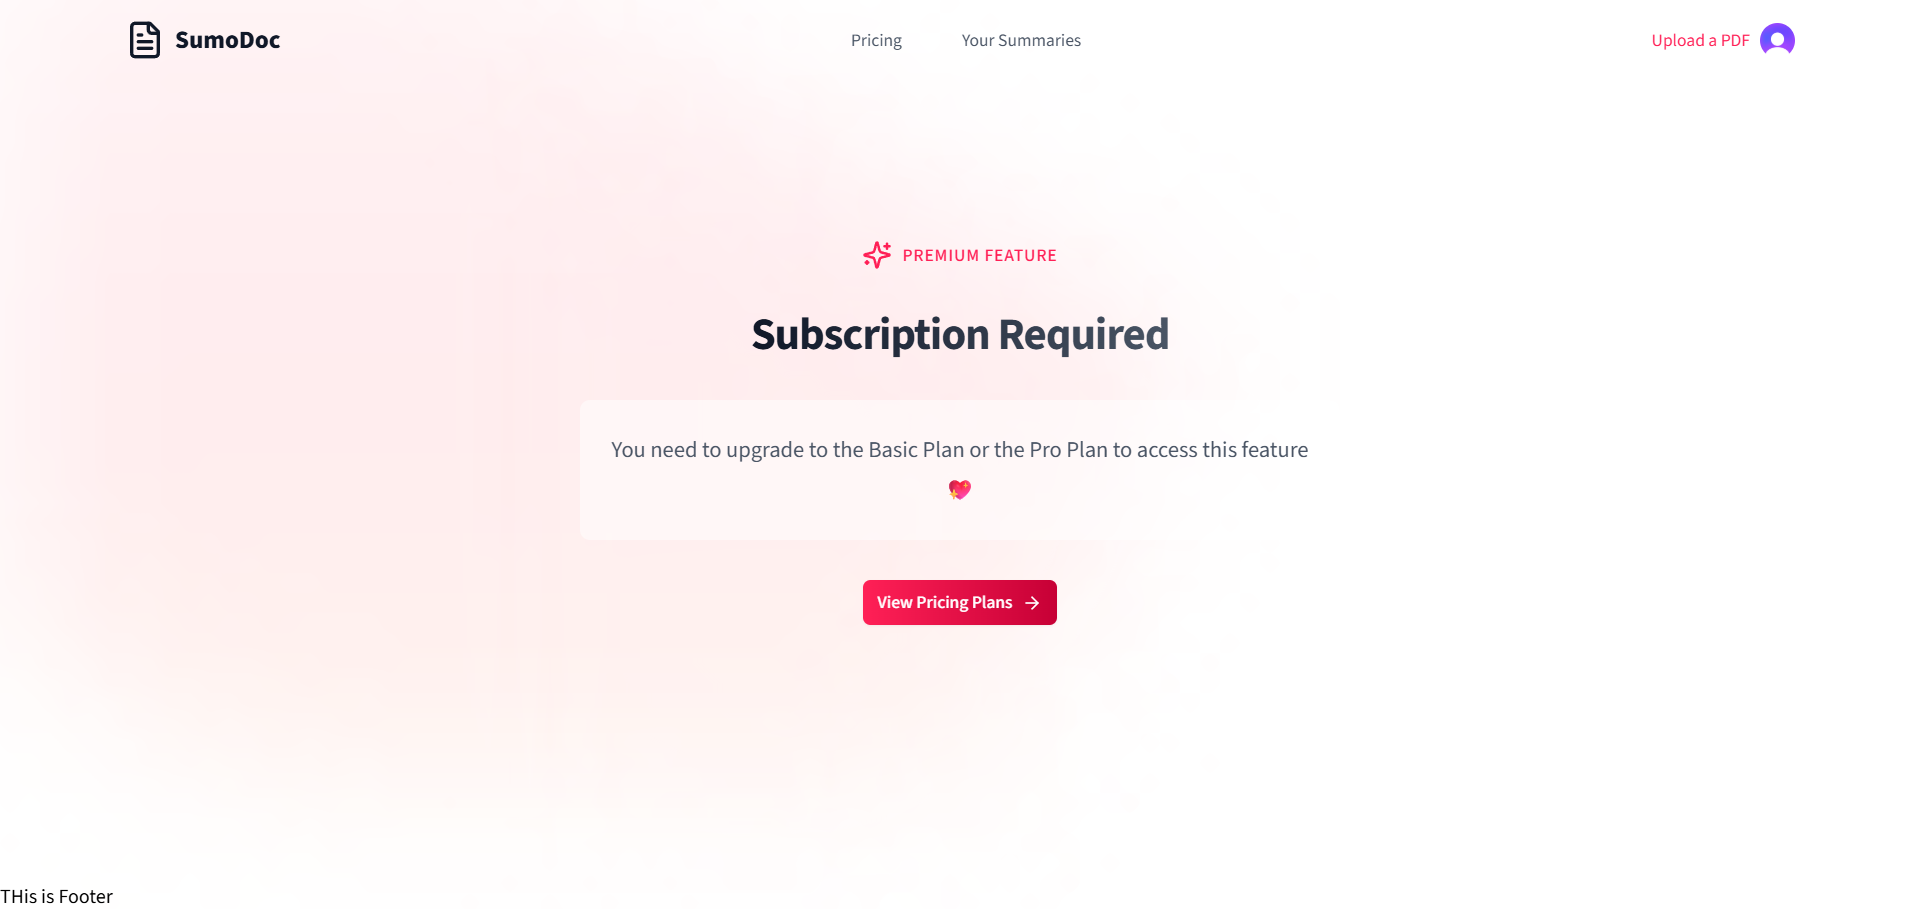 SumoDoc
Pricing
Your Summaries
Upload a PDF
PREMIUM FEATURE
Subscription Required
You need to upgrade to the Basic Plan or the Pro Plan to access this feature
💖
View Pricing Plans →
THis is Footer